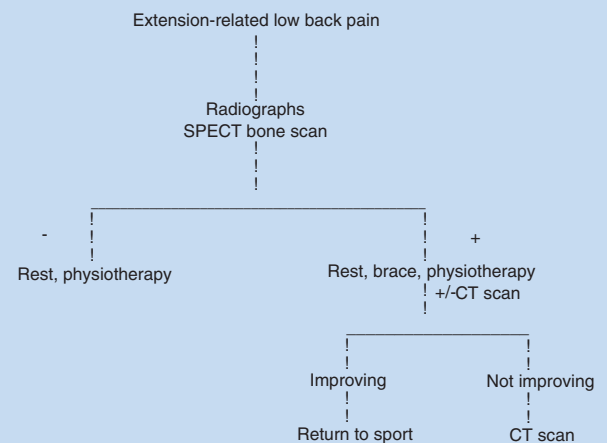 Extension-related low back pain
Radiographs
SPECT bone scan
-
+
Rest, physiotherapy
Rest, brace, physiotherapy
+/-CT scan
Improving
Not improving
Return to sport
CT scan